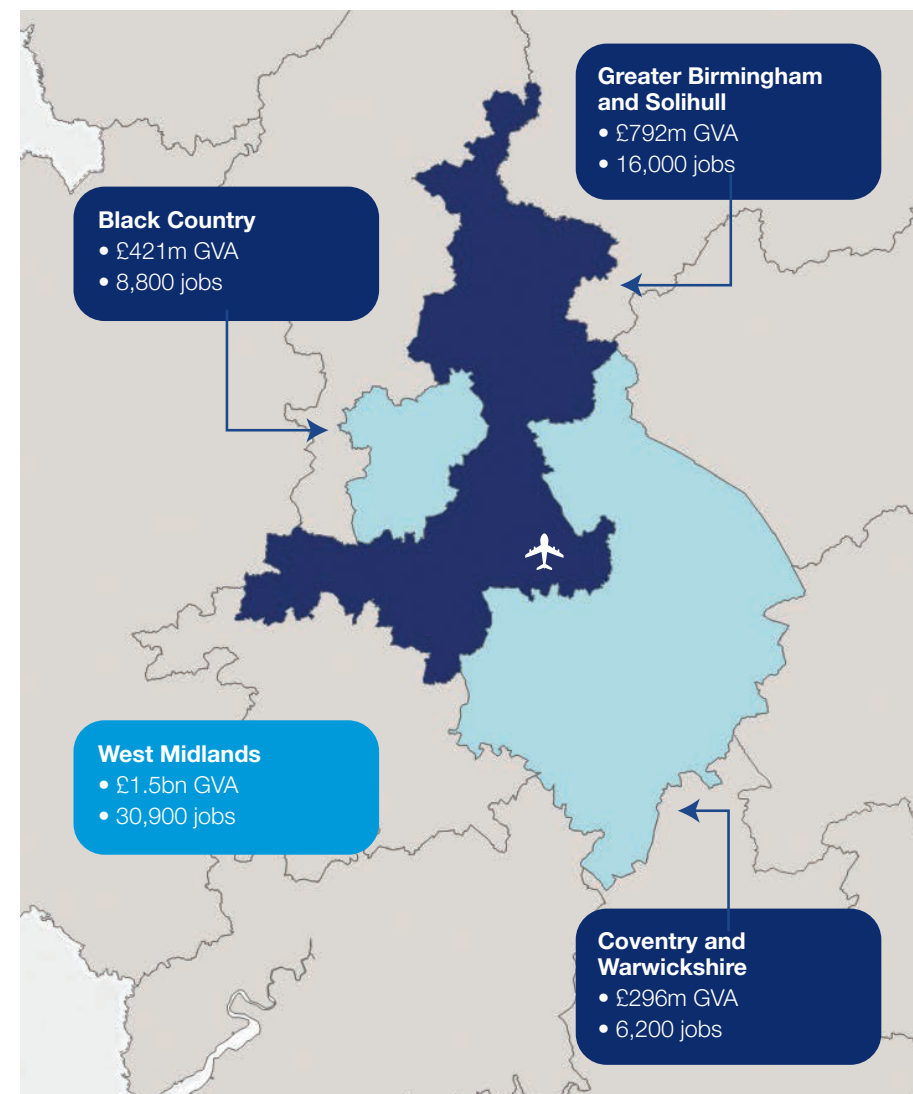 Greater Birmingham
and Solihull
• £792m GVA
• 16,000 jobs
Black Country
• £421m GVA
• 8,800 jobs
West Midlands
• £1.5bn GVA
• 30,900 jobs
Coventry and
Warwickshire
• £296m GVA
• 6,200 jobs